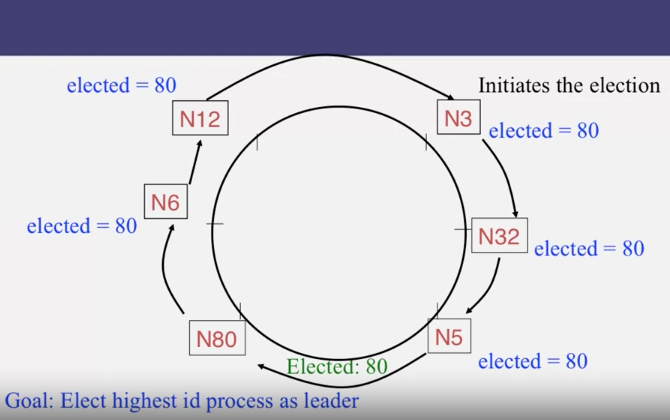 elected = 80
Initiates the election
N12
N3
elected = 80
N6
elected = 80
N32
elected = 80
N80
N5
Elected: 80
elected = 80
Goal: Elect highest id process as leader